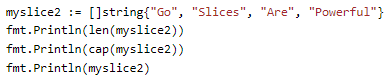 myslice2 := []string{"Go", "Slices", "Are", "Powerful"}
fmt.Println(len(myslice2))
fmt.Println(cap(myslice2))
fmt.Println(myslice2)